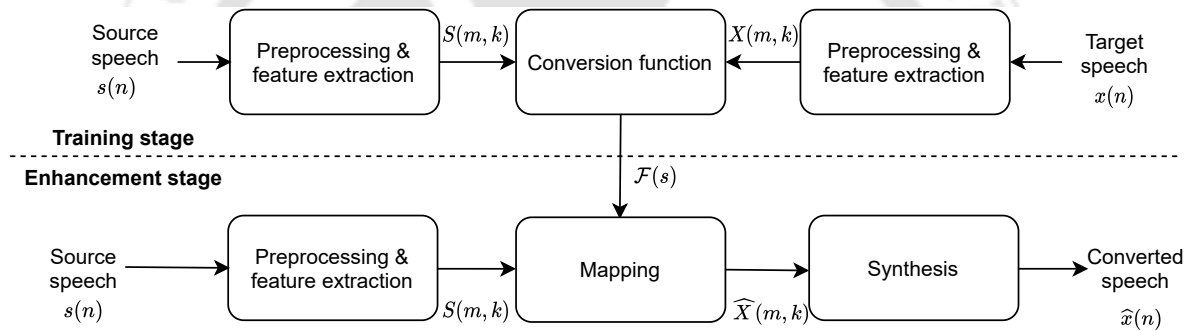 Source
speech
s(n)
Preprocessing &
feature extraction
S(m, k)
Conversion function
X(m, k)
Preprocessing &
feature extraction
Target
speech
x(n)
Training stage
Enhancement stage
F(s)
Source
speech
s(n)
Preprocessing &
feature extraction
S(m, k)
Mapping
X̂(m, k)
Synthesis
Converted
speech
x̂(n)